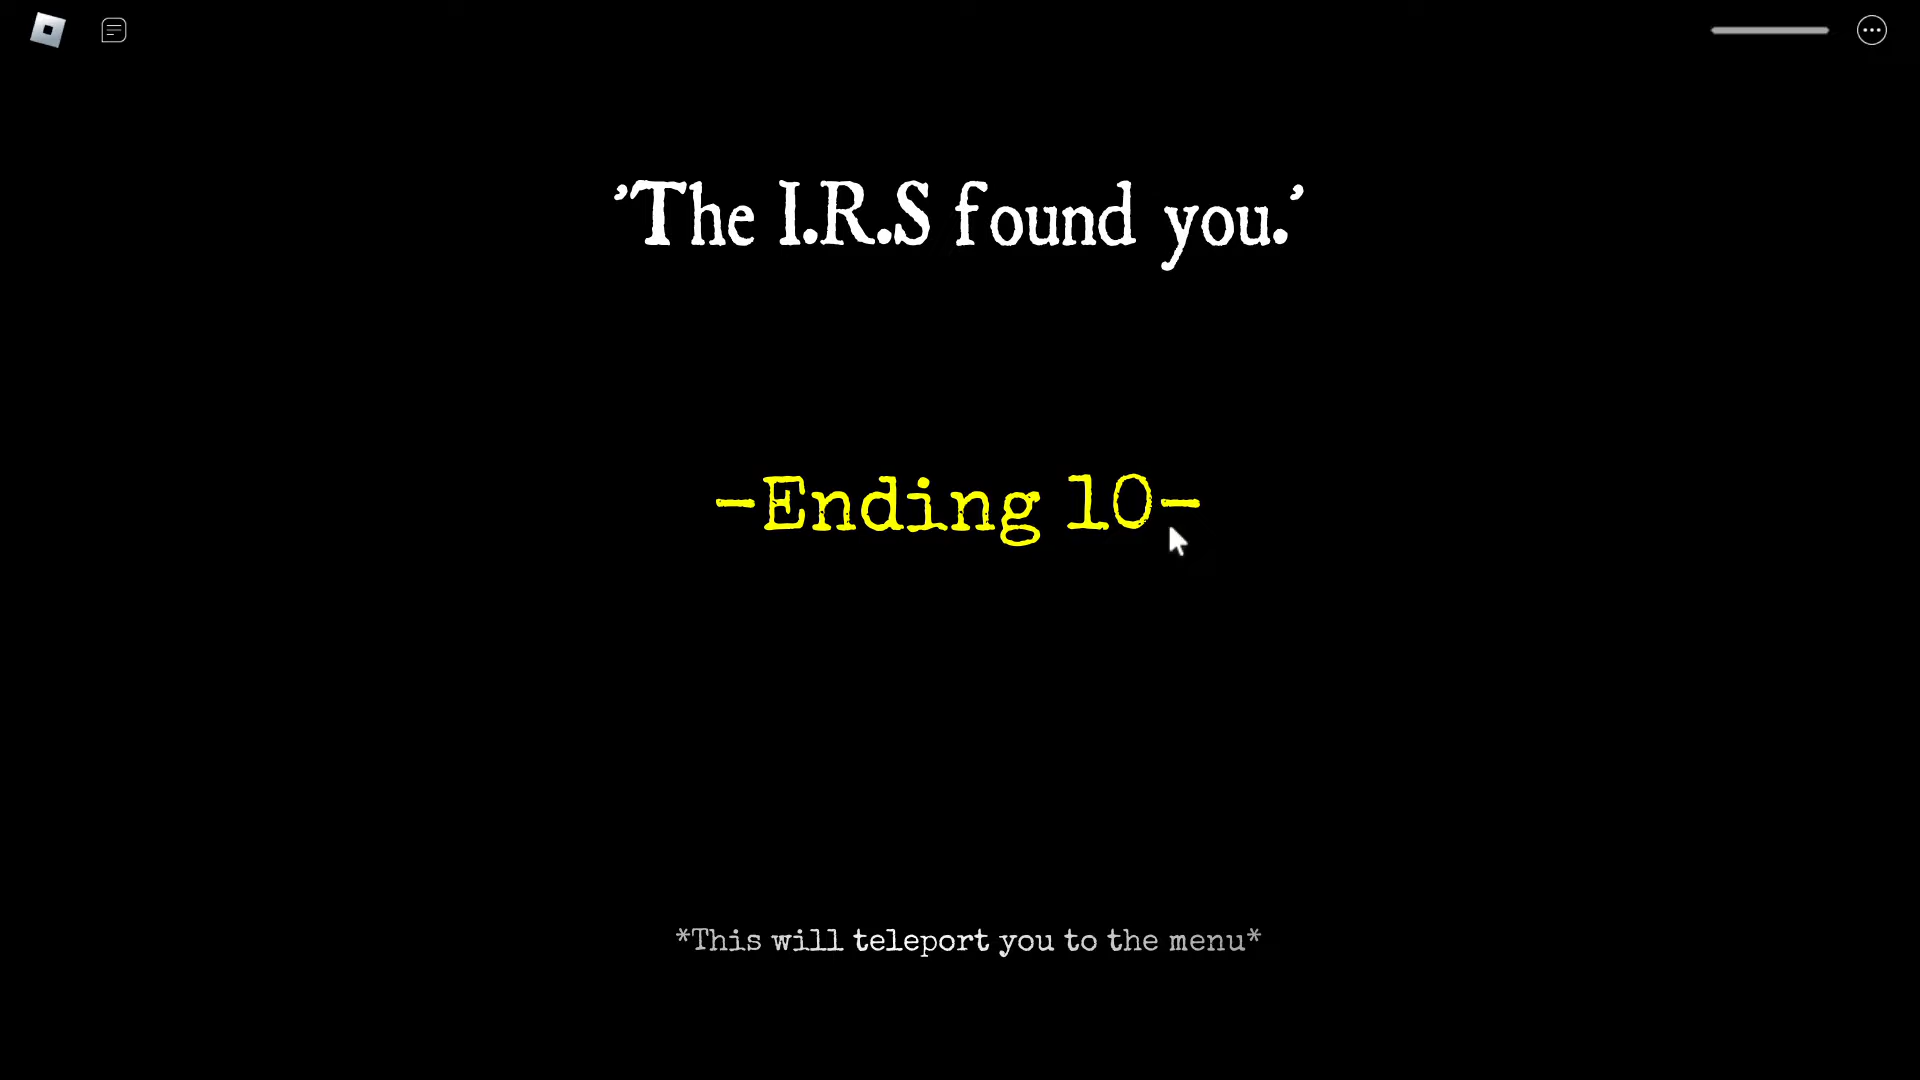 'The I.R.S found you.'
-Ending 10-
*This will teleport you to the menu*